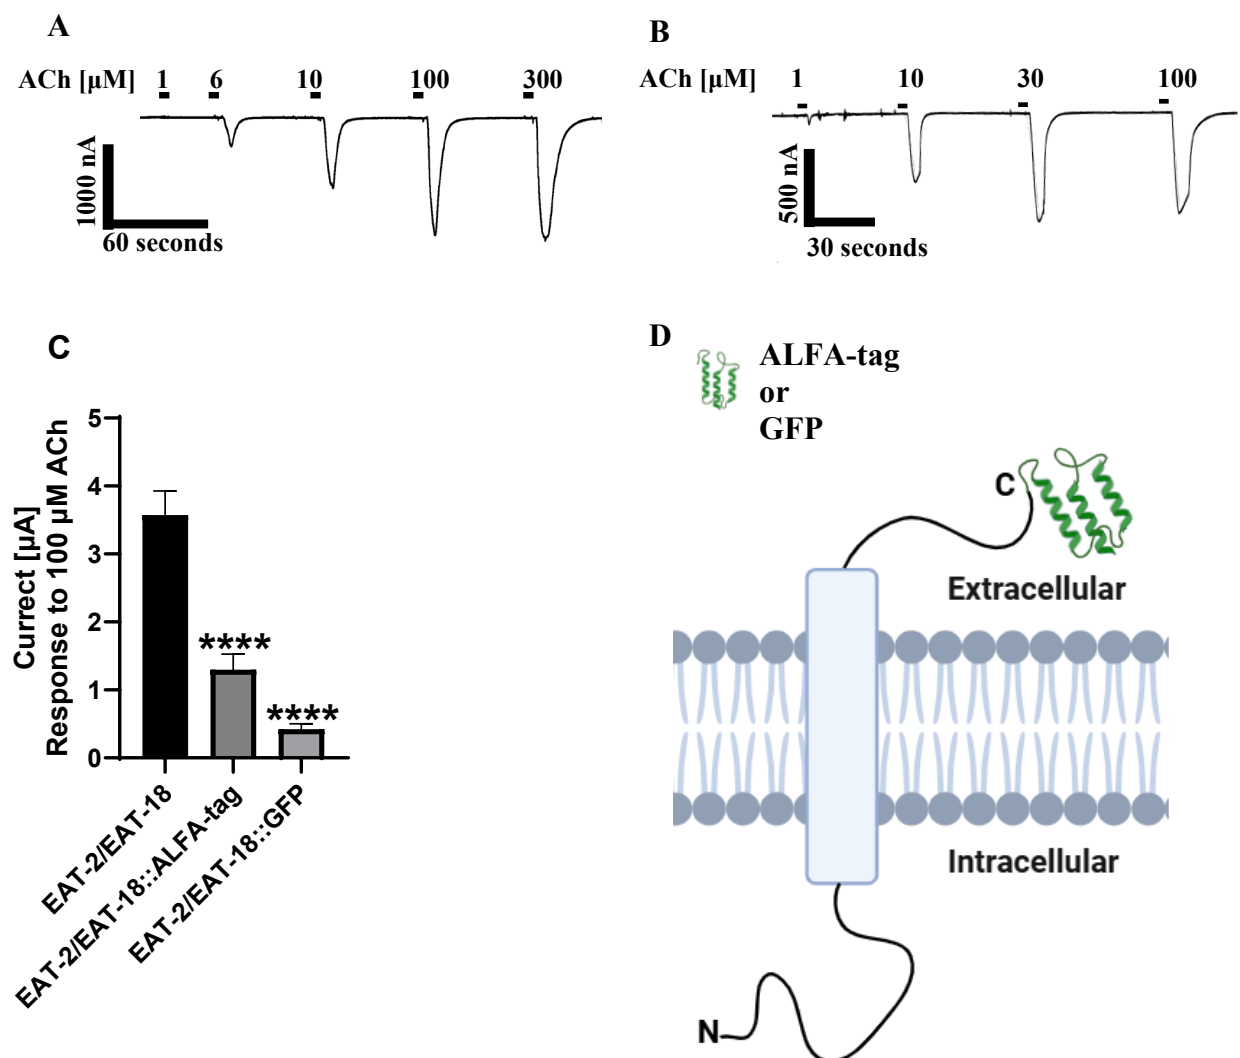 A
ACh [µM] 1 6 10 100 300
1000 nA
60 seconds
B
ACh [µM] 1 10 30 100
500 nA
30 seconds
C
Currect [µA]
Response to 100 µM ACh
5
4
3
2
1
0
****
****
EAT-2/EAT-18
EAT-2/EAT-18::ALFA-tag
EAT-2/EAT-18::GFP
D
ALFA-tag
or
GFP
C
Extracellular
Intracellular
N